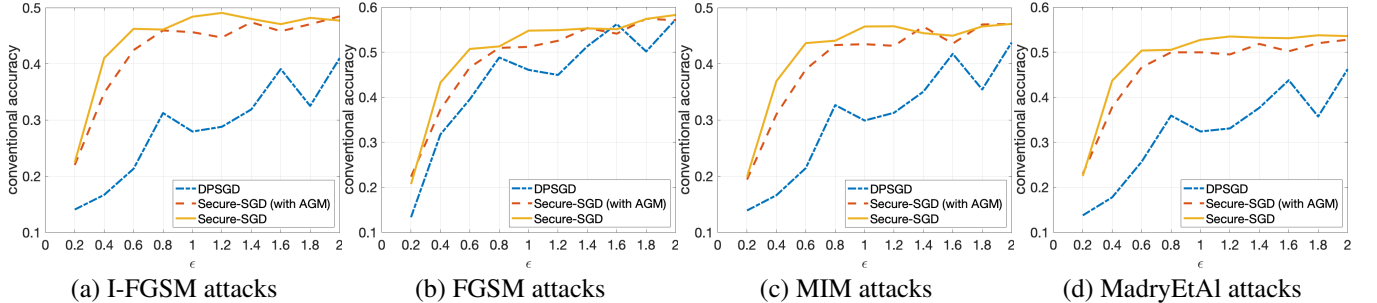 conventional accuracy
0.5
0.4
0.3
0.2
0.1
0 0.2 0.4 0.6 0.8 1 1.2 1.4 1.6 1.8 2
ϵ
DPSGD
Secure-SGD (with AGM)
Secure-SGD
(a) I-FGSM attacks
conventional accuracy
0.6
0.5
0.4
0.3
0.2
0.1
0 0.2 0.4 0.6 0.8 1 1.2 1.4 1.6 1.8 2
ϵ
DPSGD
Secure-SGD (with AGM)
Secure-SGD
(b) FGSM attacks
conventional accuracy
0.5
0.4
0.3
0.2
0.1
0 0.2 0.4 0.6 0.8 1 1.2 1.4 1.6 1.8 2
ϵ
DPSGD
Secure-SGD (with AGM)
Secure-SGD
(c) MIM attacks
conventional accuracy
0.6
0.5
0.4
0.3
0.2
0.1
0 0.2 0.4 0.6 0.8 1 1.2 1.4 1.6 1.8 2
ϵ
DPSGD
Secure-SGD (with AGM)
Secure-SGD
(d) MadryEtAl attacks